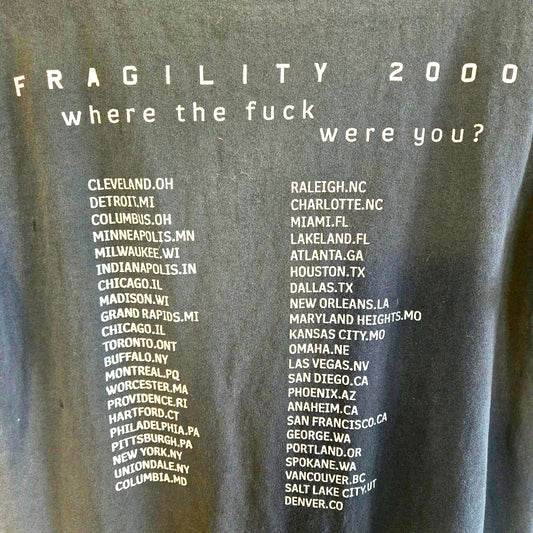 FRAGILITY 2000
where the fuck
were you?
CLEVELAND.OH
DETROIT.MI
COLUMBUS.OH
MINNEAPOLIS.MN
MILWAUKEE.WI
INDIANAPOLIS.IN
CHICAGO.IL
MADISON.WI
GRAND RAPIDS.MI
CHICAGO.IL
TORONTO.ONT
BUFFALO.NY
MONTREAL.PQ
WORCESTER.MA
PROVIDENCE.RI
HARTFORD.CT
PHILADELPHIA.PA
PITTSBURGH.PA
NEW YORK.NY
UNIONDALE.NY
COLUMBIA.MD
RALEIGH.NC
CHARLOTTE.NC
MIAMI.FL
LAKELAND.FL
ATLANTA.GA
HOUSTON.TX
DALLAS.TX
NEW ORLEANS.LA
MARYLAND HEIGHTS.MO
KANSAS CITY.MO
OMAHA.NE
LAS VEGAS.NV
SAN DIEGO.CA
PHOENIX.AZ
ANAHEIM.CA
SAN FRANCISCO.CA
GEORGE.WA
PORTLAND.OR
SPOKANE.WA
VANCOUVER.BC
SALT LAKE CITY.UT
DENVER.CO